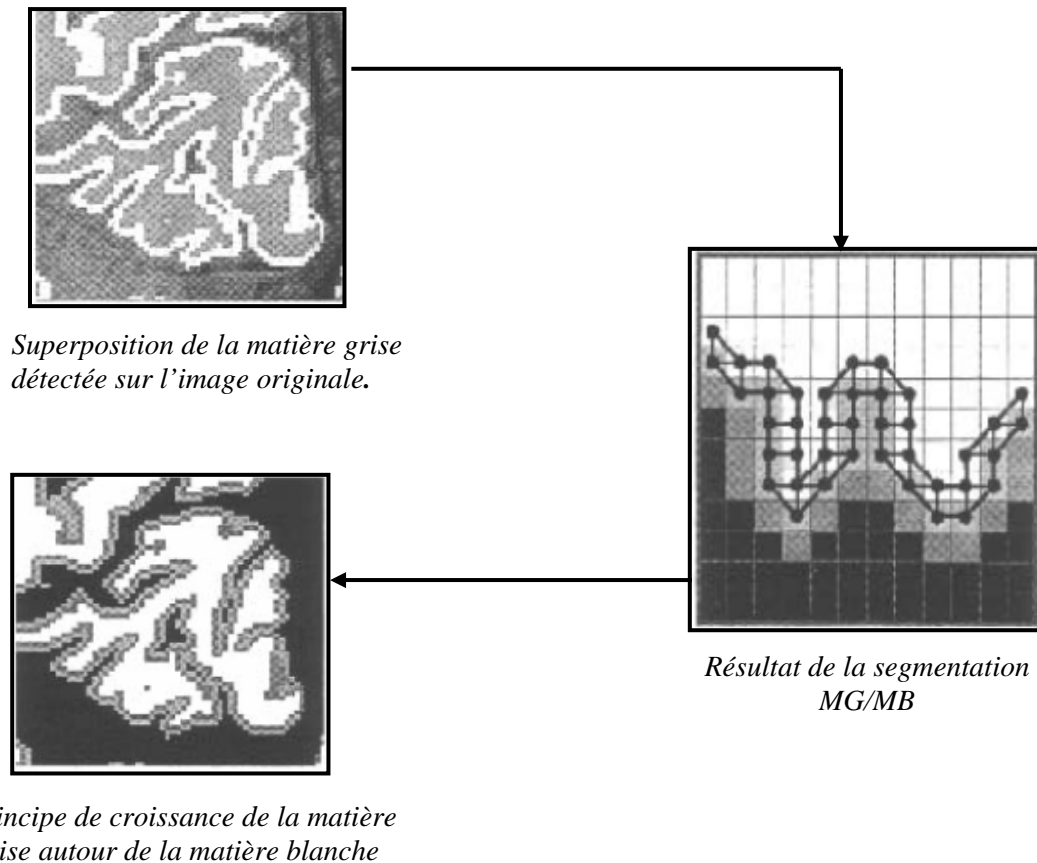 Superposition de la matière grise
détectée sur l'image originale.
Résultat de la segmentation
MG/MB
incipe de croissance de la matière
ise autour de la matière blanche